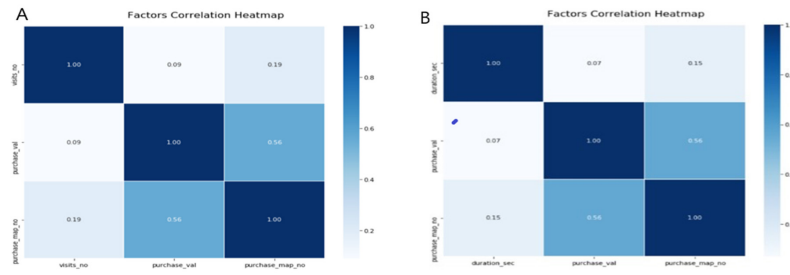 A
Factors Correlation Heatmap
visits_no
purchase_val
purchase_map_no
1.00
0.09
0.19
0.09
1.00
0.56
0.19
0.56
1.00
visits_no
purchase_val
purchase_map_no
1.0
0.8
0.6
0.4
0.2
B
Factors Correlation Heatmap
duration_sec
purchase_val
purchase_map_no
1.00
0.07
0.15
0.07
1.00
0.56
0.15
0.56
1.00
duration_sec
purchase_val
purchase_map_no
1.
0.
0.
0.
0.